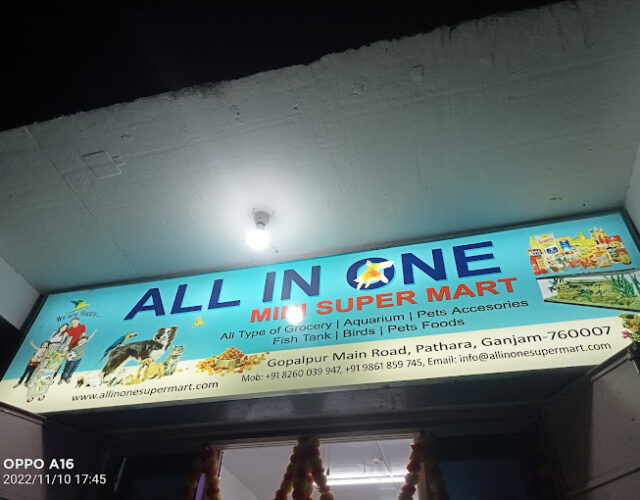 We Are Happy..
ALL IN ONE
MINI SUPER MART
All Type of Grocery | Aquarium | Pets Accesories
Fish Tank | Birds | Pets Foods
Gopalpur Main Road, Pathara, Ganjam-760007
www.allinonesupermart.com
Mob: +91 8260 039 947, +91 9861 859 745, Email: info@allinonesupermart.com
OPPO A16
2022/11/10 17:45